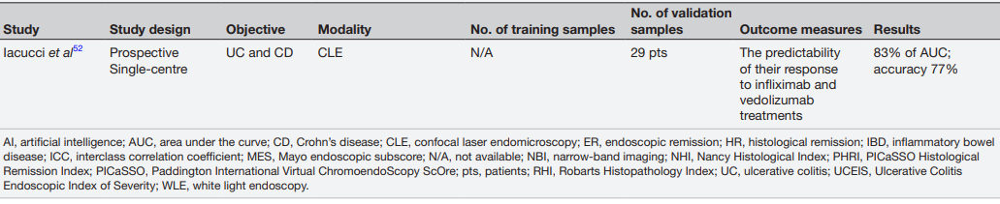 Study Study design Objective Modality No. of training samples No. of validation samples Outcome measures Results
Iacucci et al52 Prospective Single-centre UC and CD CLE N/A 29 pts The predictability of their response to infliximab and vedolizumab treatments 83% of AUC; accuracy 77%
AI, artificial intelligence; AUC, area under the curve; CD, Crohn's disease; CLE, confocal laser endomicroscopy; ER, endoscopic remission; HR, histological remission; IBD, inflammatory bowel
disease; ICC, interclass correlation coefficient; MES, Mayo endoscopic subscore; N/A, not available; NBI, narrow-band imaging; NHI, Nancy Histological Index; PHRI, PICaSSO Histological
Remission Index; PICaSSO, Paddington International Virtual ChromoendoScopy ScOre; pts, patients; RHI, Robarts Histopathology Index; UC, ulcerative colitis; UCEIS, Ulcerative Colitis
Endoscopic Index of Severity; WLE, white light endoscopy.